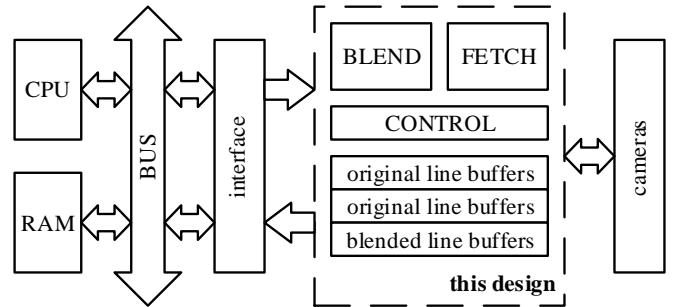 CPU
RAM
BUS
interface
BLEND
FETCH
CONTROL
original line buffers
original line buffers
blended line buffers
this design
cameras